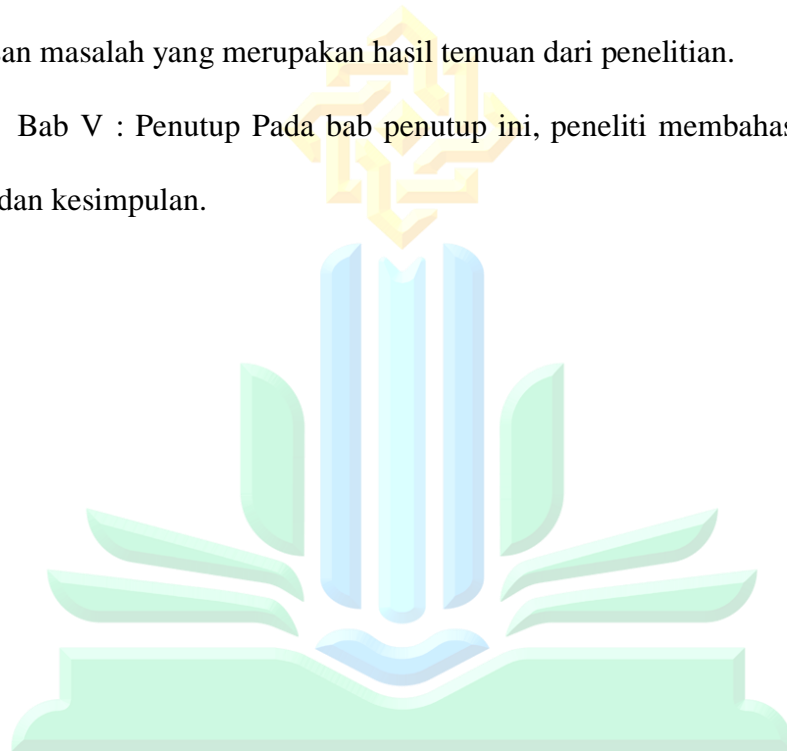 an masalah yang merupakan hasil temuan dari penelitian.
Bab V : Penutup Pada bab penutup ini, peneliti membahas
dan kesimpulan.